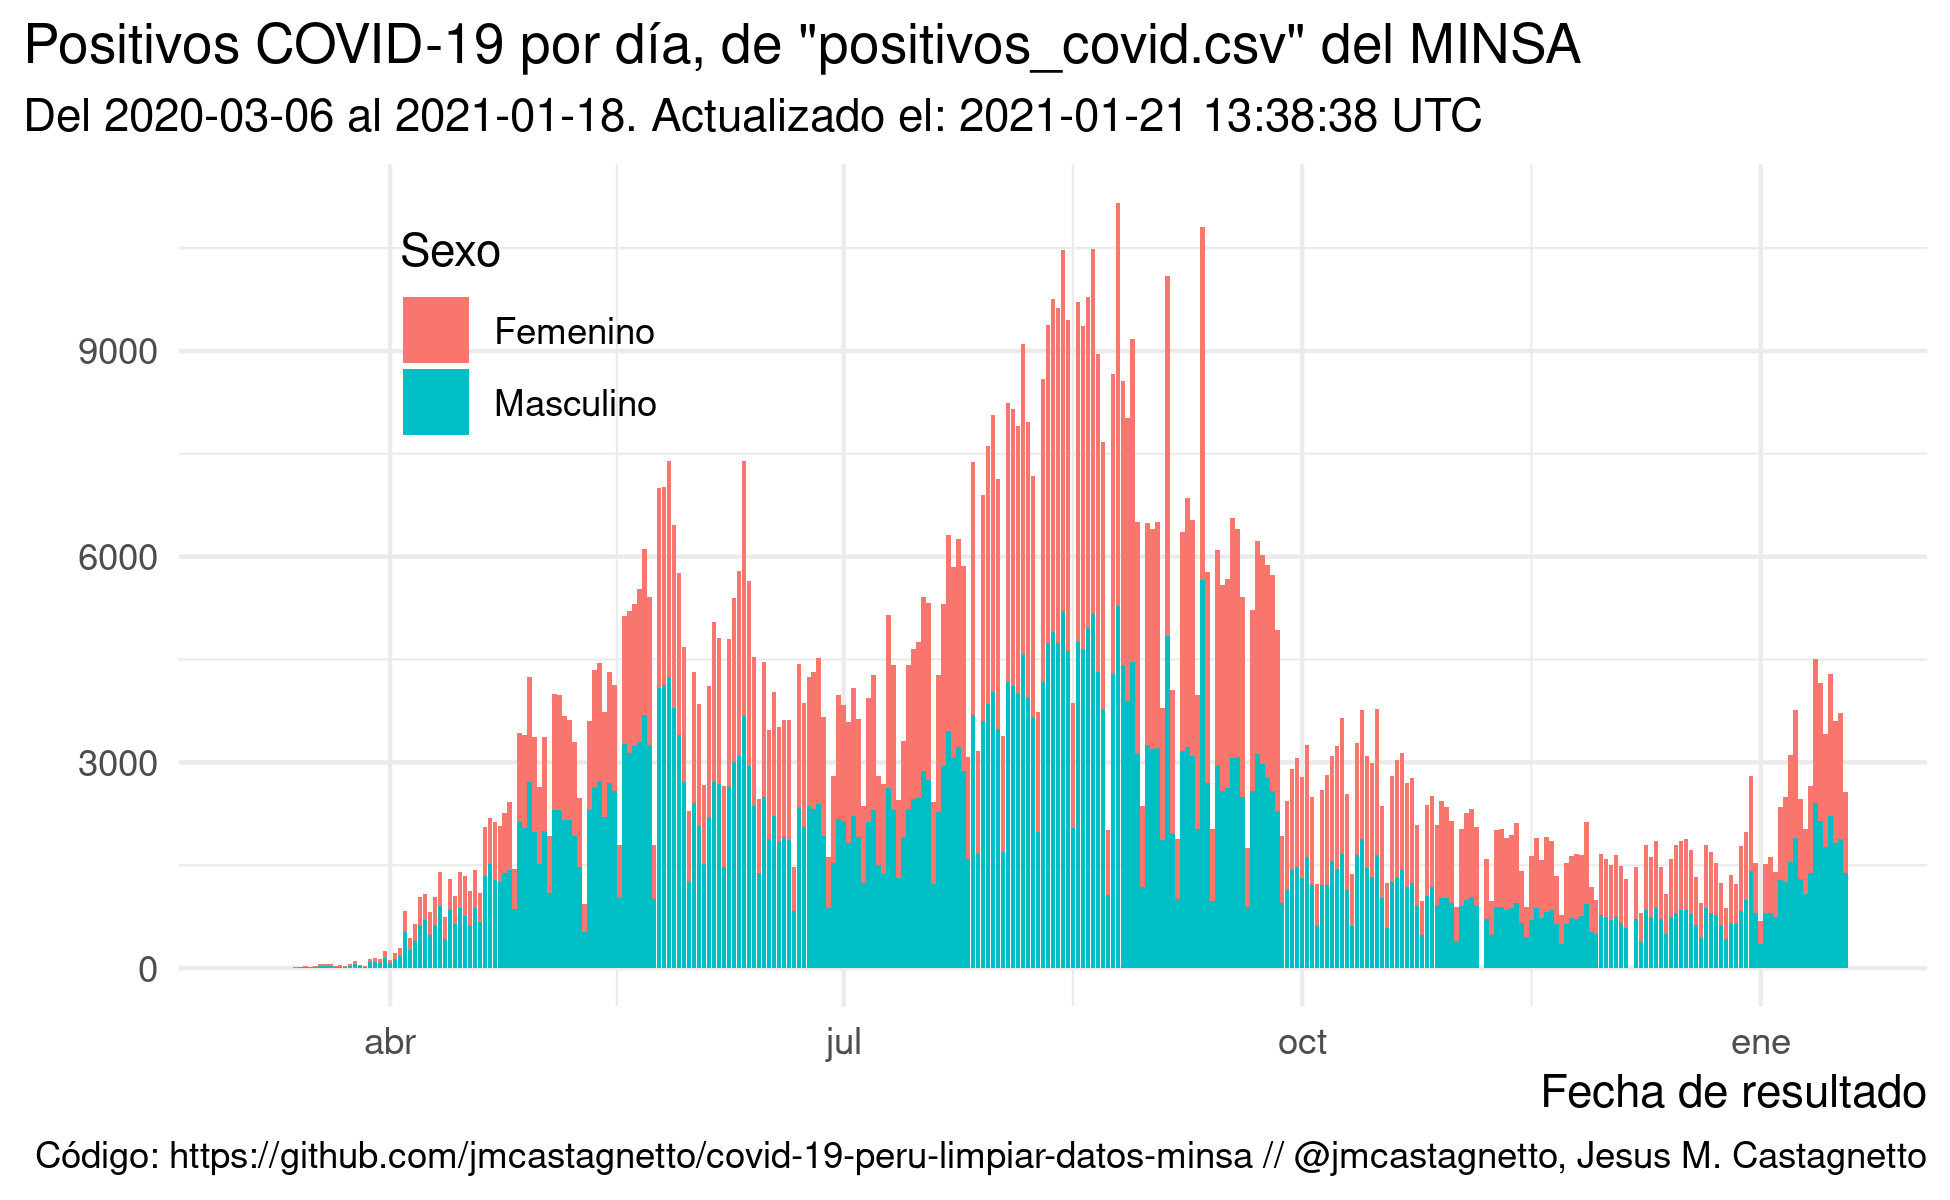 Positivos COVID-19 por día, de "positivos_covid.csv" del MINSA
Del 2020-03-06 al 2021-01-18. Actualizado el: 2021-01-21 13:38:38 UTC
Sexo
Femenino
Masculino
9000
6000
3000
0
abr jul oct ene
Fecha de resultado
Código: https://github.com/jmcastagnetto/covid-19-peru-limpiar-datos-minsa // @jmcastagnetto, Jesus M. Castagnetto